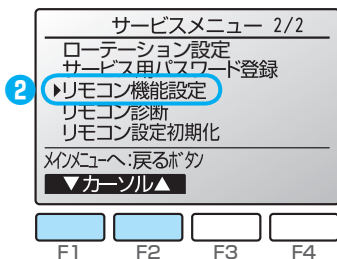 サービスメニュー 2/2
ローテーション設定
サービス用パスワード登録
2 ▶リモコン機能設定
リモコン診断
リモコン設定初期化
メインメニューへ:戻るボタン
▼カーソル▲
F1 F2 F3 F4